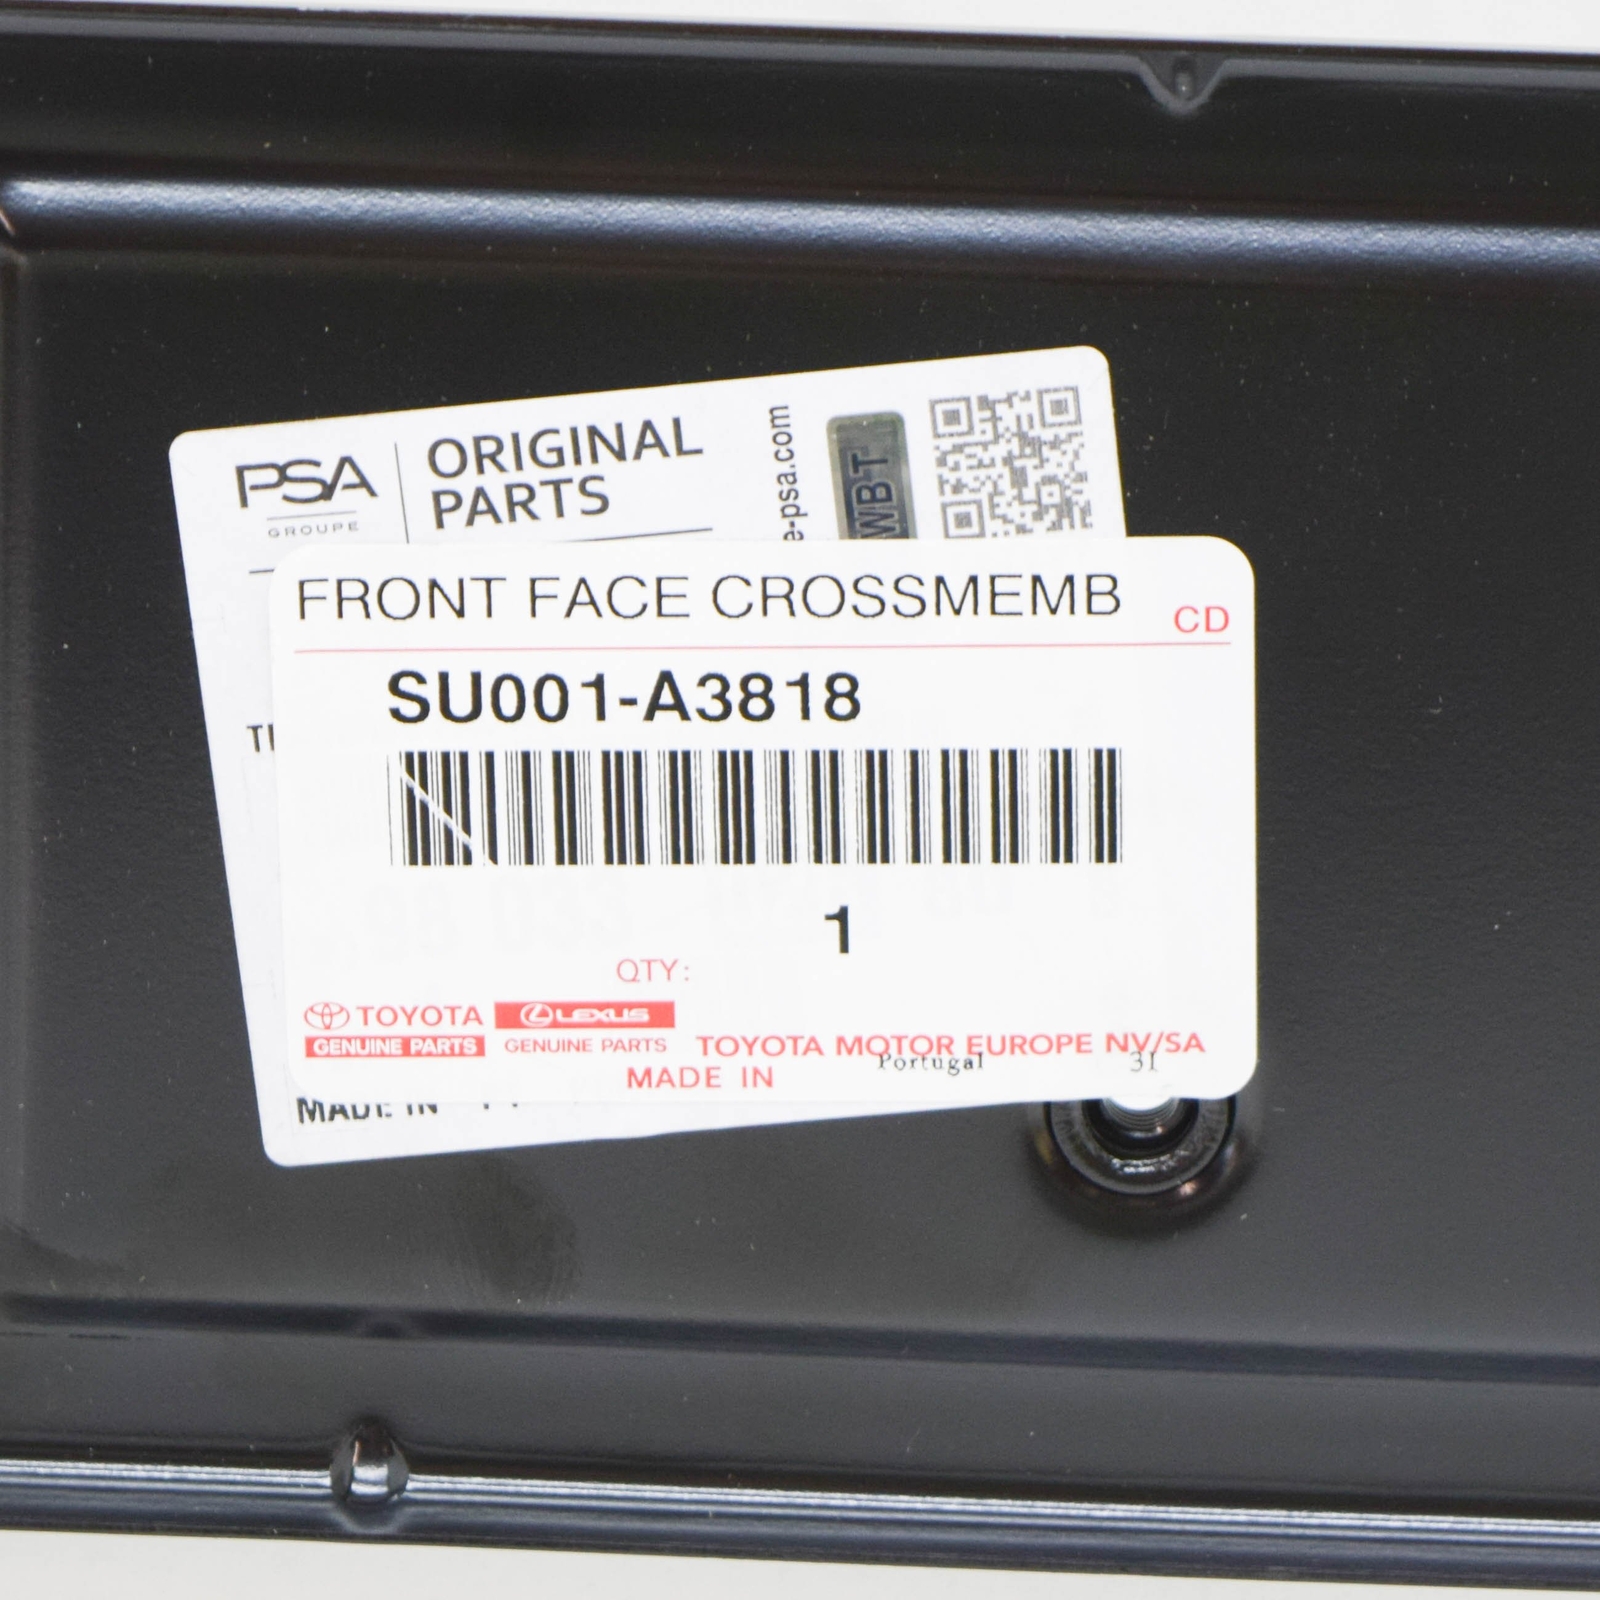 PSA
GROUPE
ORIGINAL
PARTS
e-psa.com
WBT
FRONT FACE CROSSMEMB
CD
SU001-A3818
1
QTY:
TOYOTA
GENUINE PARTS
LEXUS
GENUINE PARTS
TOYOTA MOTOR EUROPE NV/SA
MADE IN
Portugal
31
MADE IN